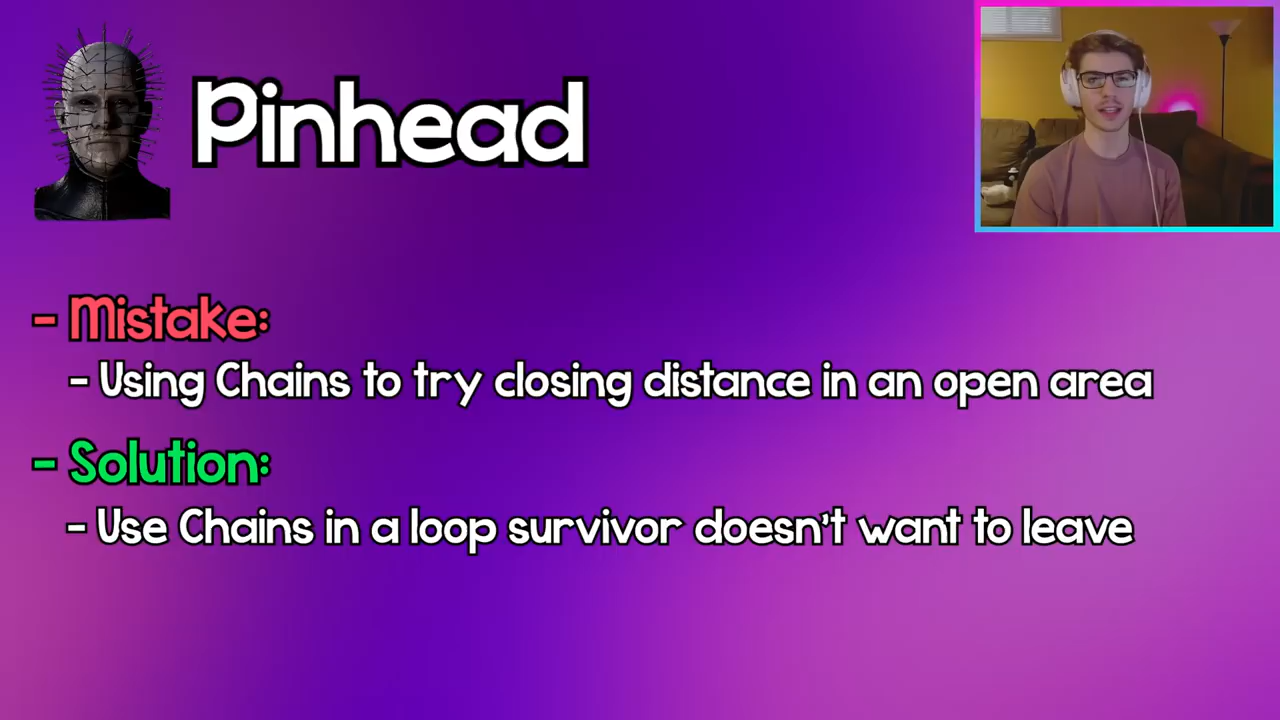 Pinhead
- Mistake:
- Using Chains to try closing distance in an open area
- Solution:
- Use Chains in a loop survivor doesn't want to leave